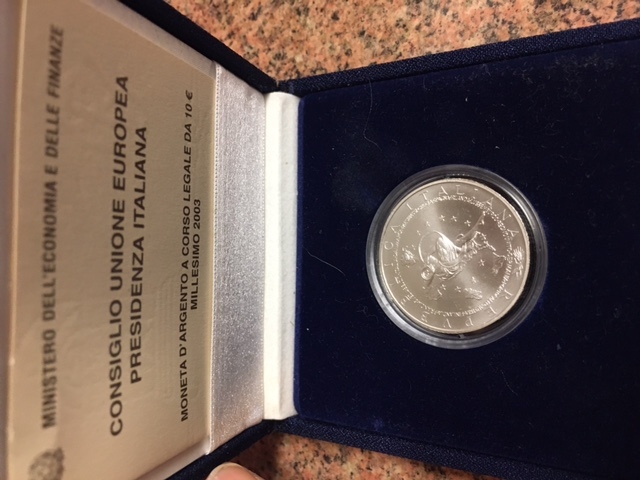 MINISTERO DELL'ECONOMIA E DELLE FINANZE
CONSIGLIO UNIONE EUROPEA
PRESIDENZA ITALIANA
MONETA D'ARGENTO A CORSO LEGALE DA 10 €
MILLESIMO 2003
REPUBBLICA ITALIANA